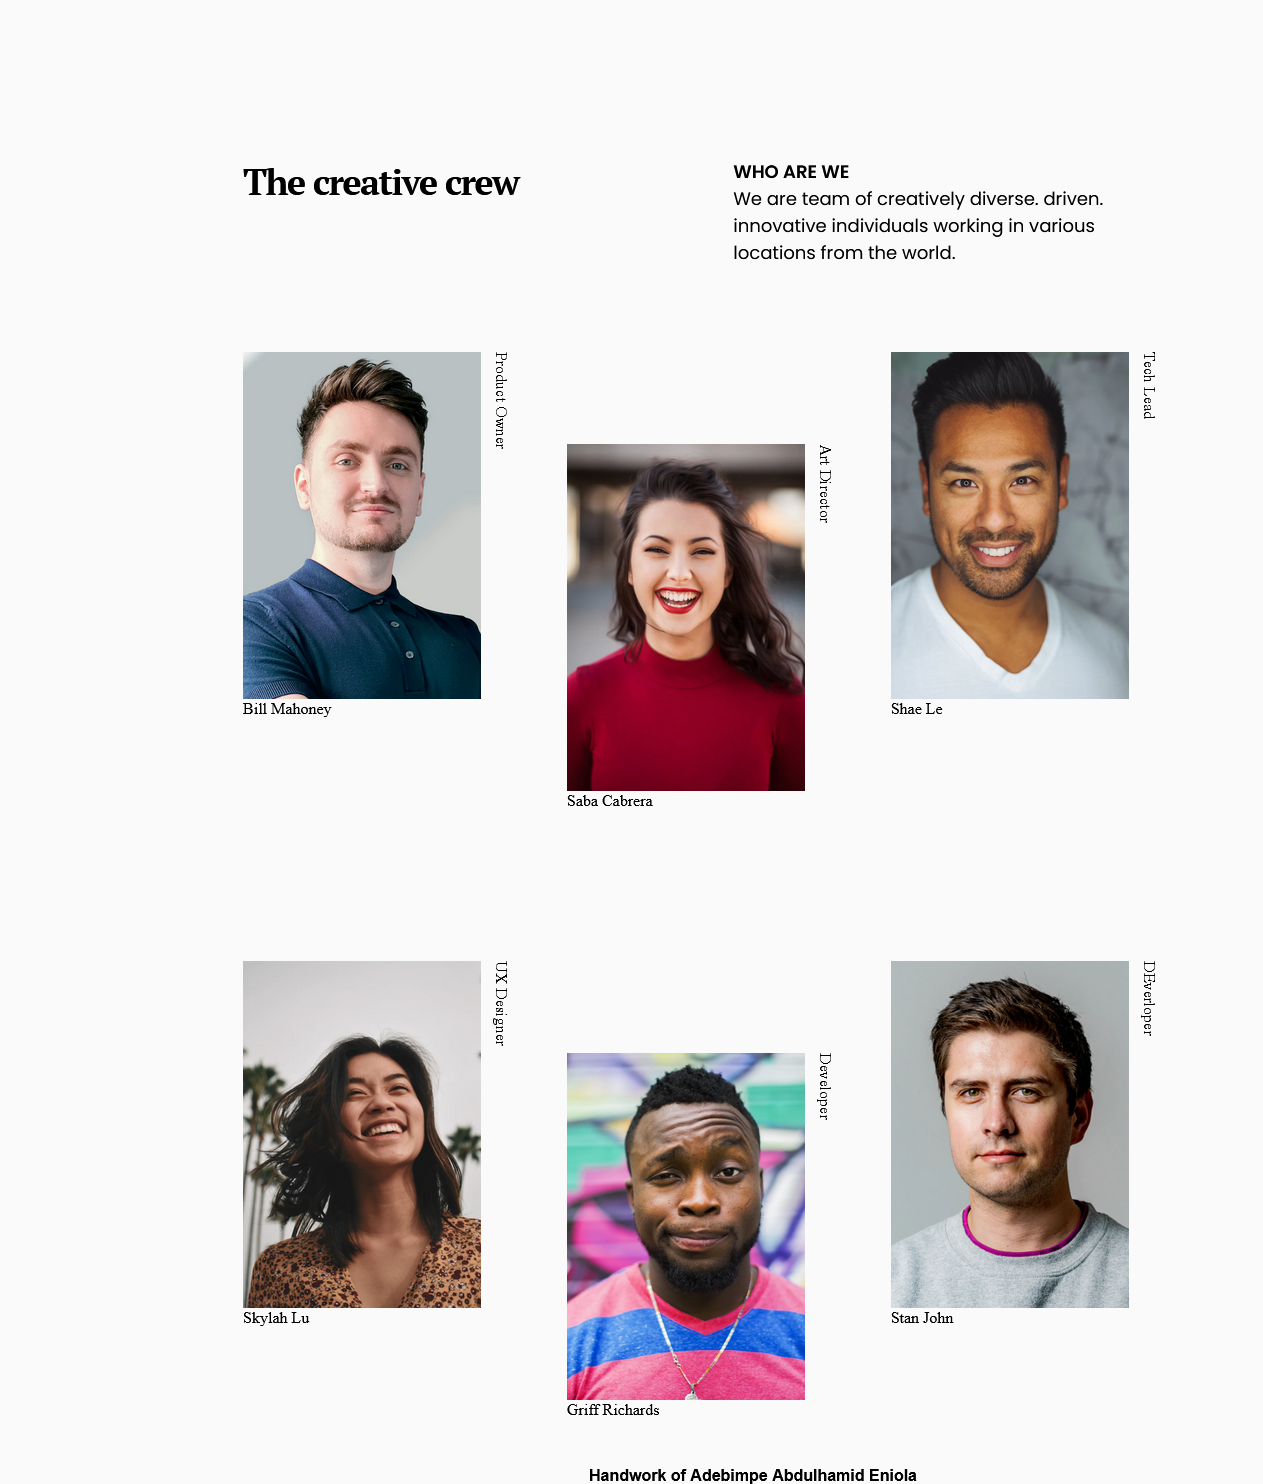 The creative crew
WHO ARE WE
We are team of creatively diverse. driven.
innovative individuals working in various
locations from the world.
Product Owner
Bill Mahoney
Art Director
Saba Cabrera
Tech Lead
Shae Le
UX Designer
Skylah Lu
Developer
Griff Richards
DEverloper
Stan John
Handwork of Adebimpe Abdulhamid Eniola